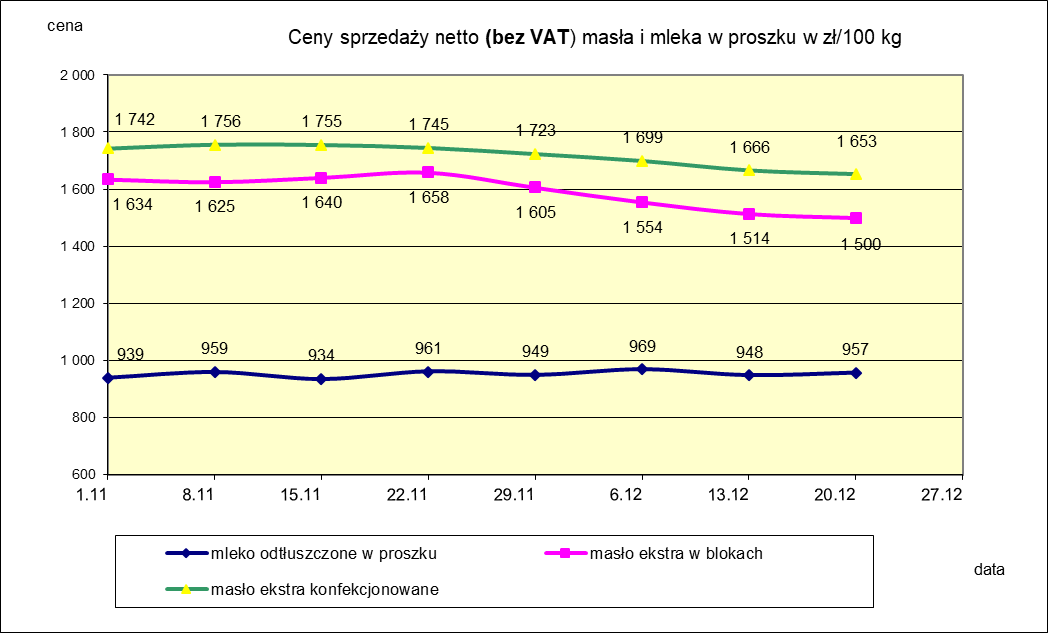 cena
Ceny sprzedaży netto (bez VAT) masła i mleka w proszku w zł/100 kg
2 000
1 800
1 600
1 400
1 200
1 000
800
600
1 742 1 756 1 755 1 745 1 723 1 699 1 666 1 653
1 634 1 625 1 640 1 658 1 605 1 554 1 514 1 500
939 959 934 961 949 969 948 957
1.11 8.11 15.11 22.11 29.11 6.12 13.12 20.12 27.12
mleko odtłuszczone w proszku masło ekstra w blokach
masło ekstra konfekcjonowane
data